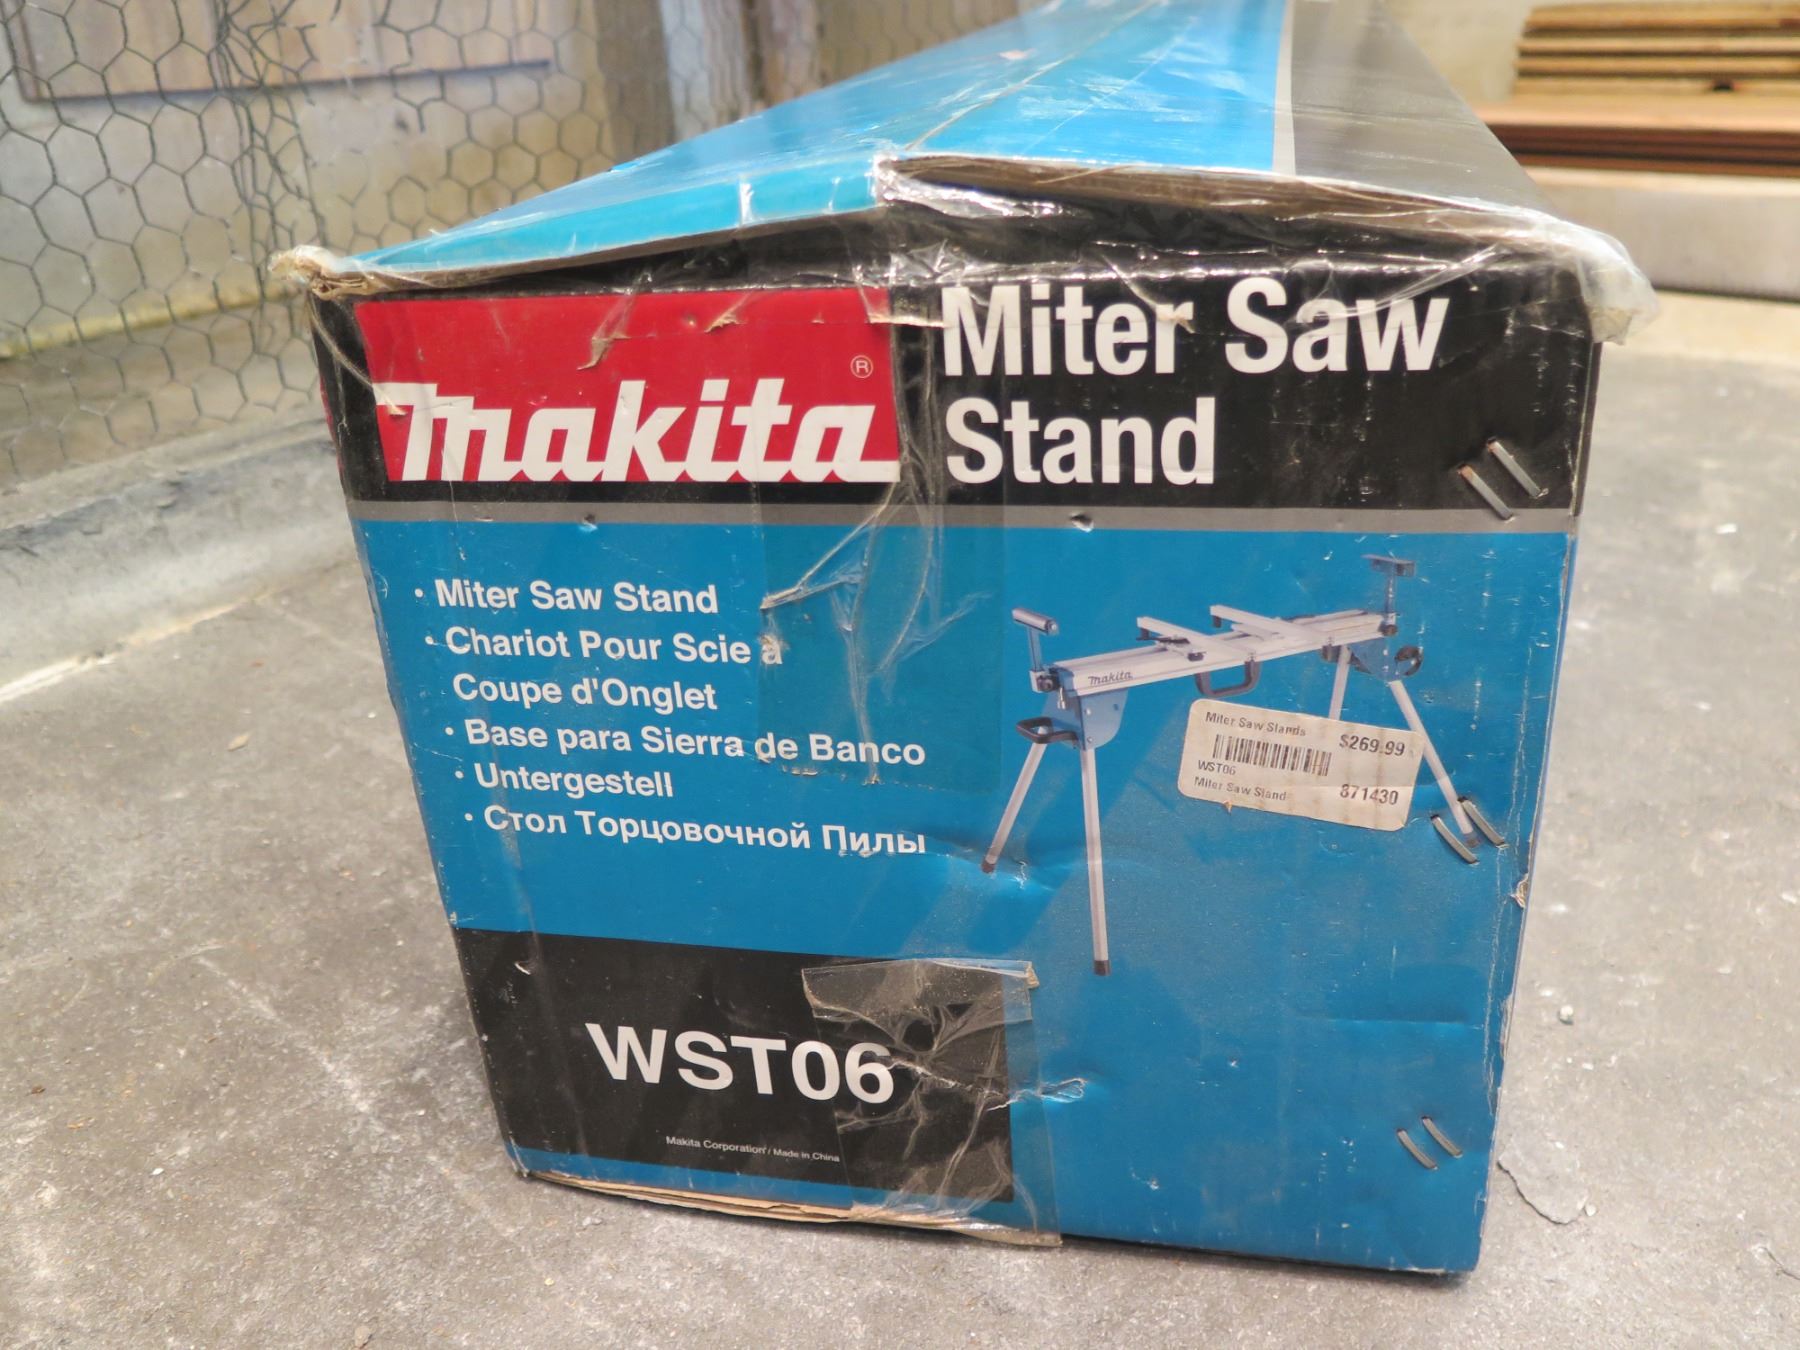 makita®
Miter Saw
Stand
• Miter Saw Stand
• Chariot Pour Scie à
Coupe d'Onglet
• Base para Sierra de Banco
• Untergestell
• Стол Торцовочной Пилы
makita
Miter Saw Stands
$269.99
WST06
Miter Saw Stand
871430
WST06
Makita Corporation / Made in China